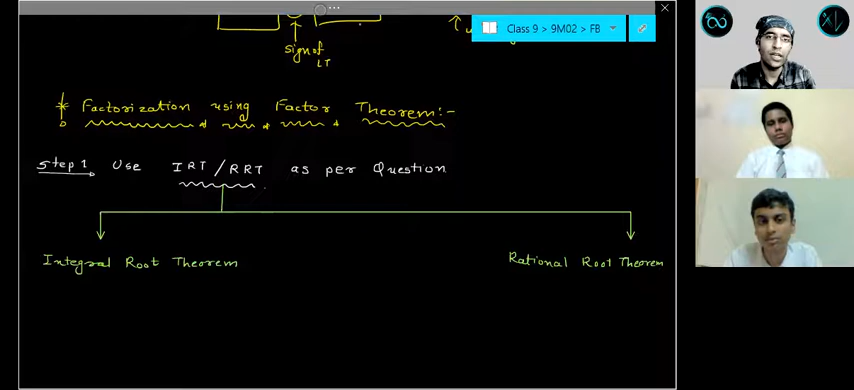 Class 9 > 9M02 > FB
sign of
LT
* Factorization using Factor Theorem:-
Step 1 Use IRT/RRT as per Question
Integral Root Theorem
Rational Root Theorem